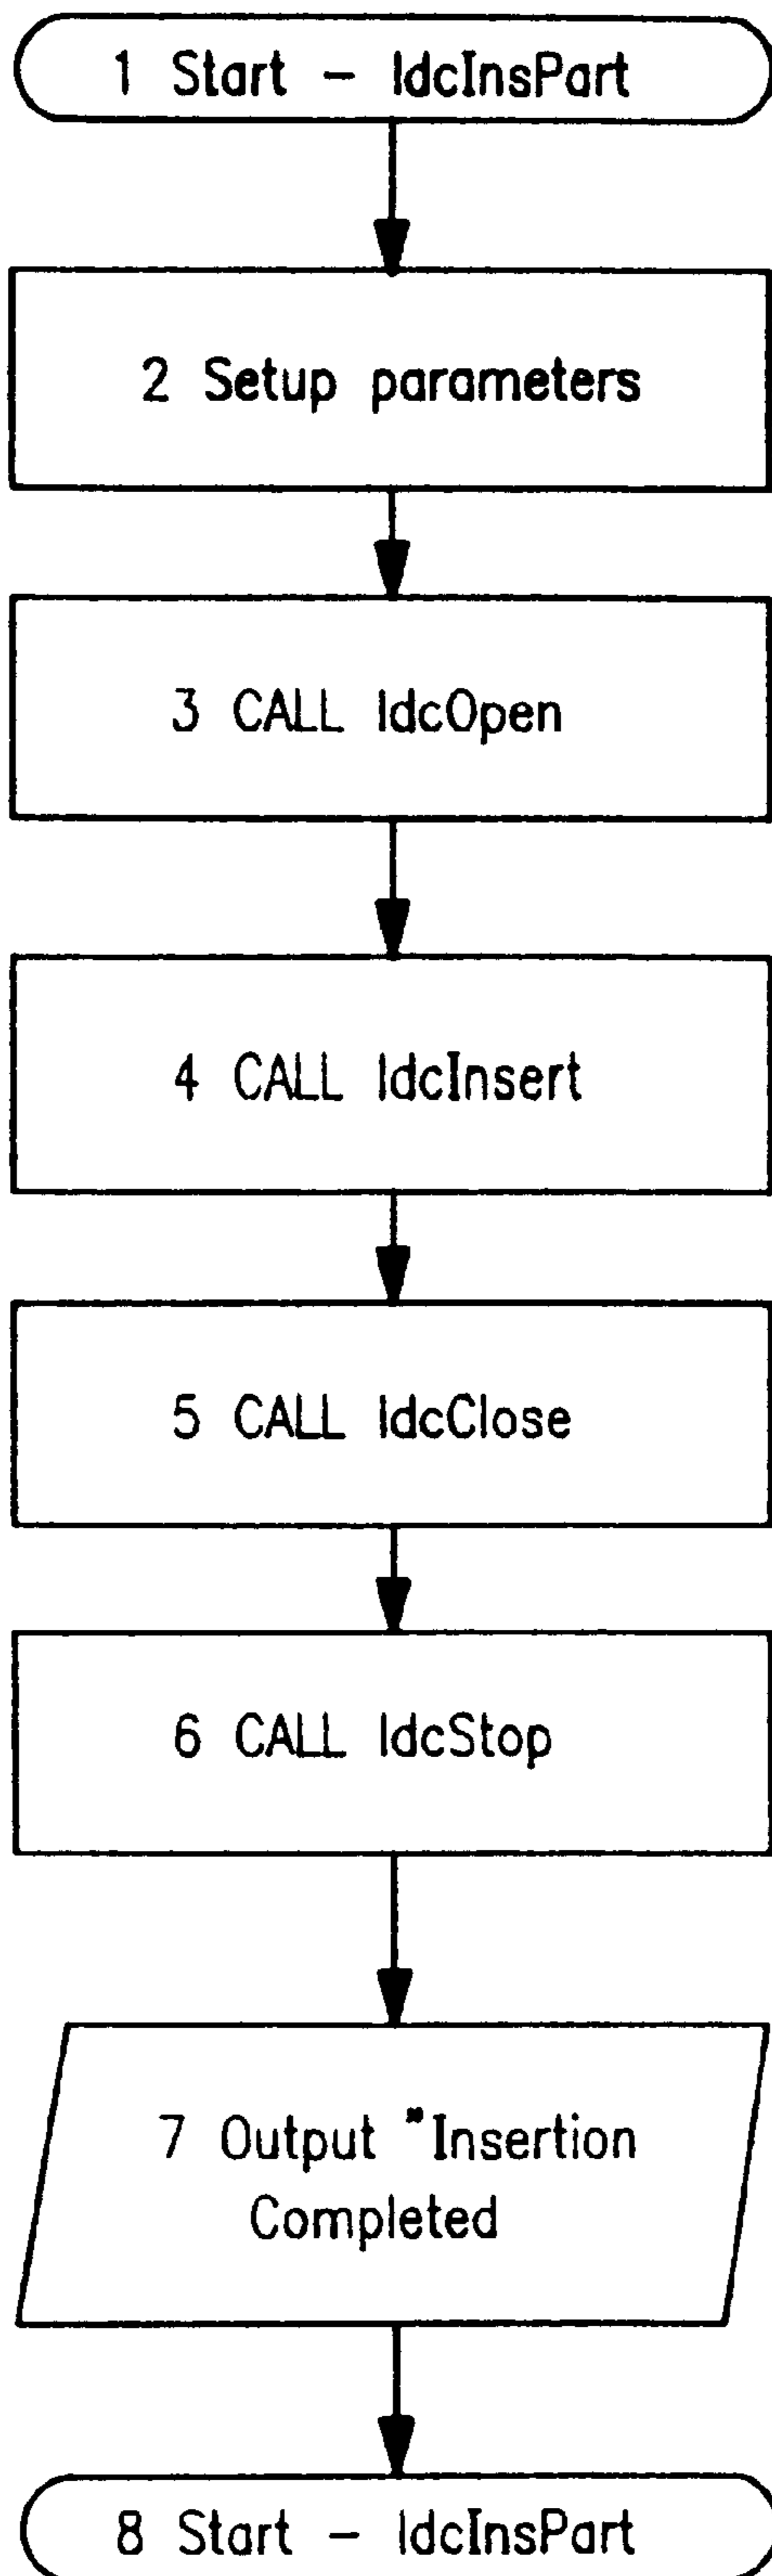 1 Start - IdcInsPart
2 Setup parameters
3 CALL IdcOpen
4 CALL IdcInsert
5 CALL IdcClose
6 CALL IdcStop
7 Output "Insertion
Completed
8 Start - IdcInsPart